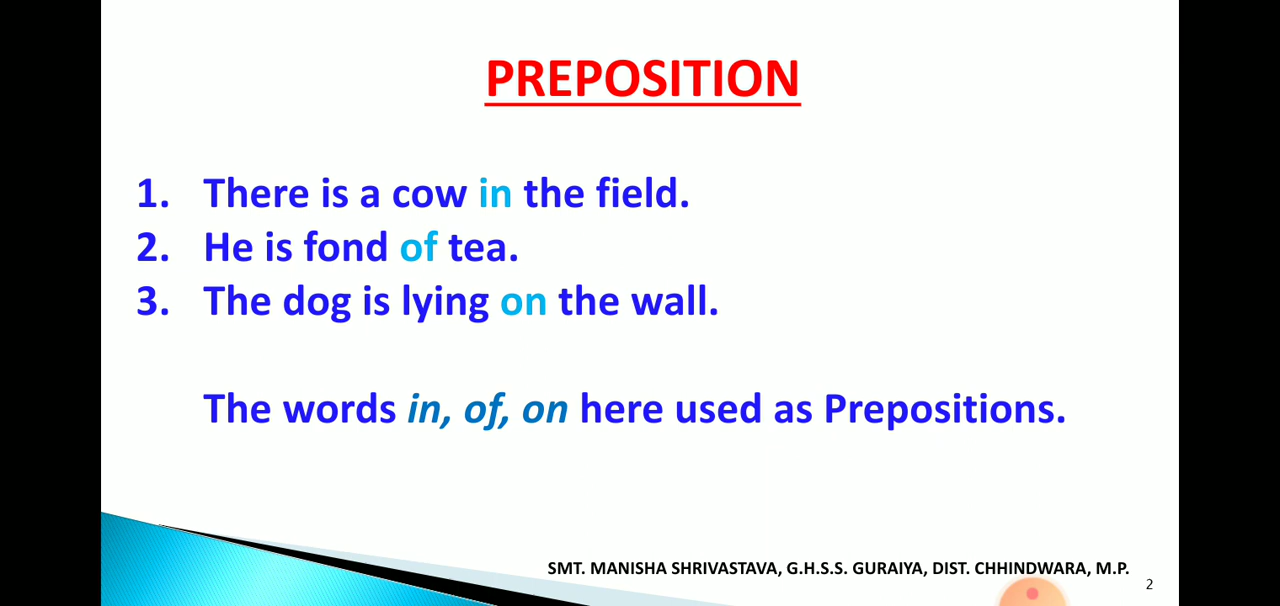 PREPOSITION
1. There is a cow in the field.
2. He is fond of tea.
3. The dog is lying on the wall.
The words in, of, on here used as Prepositions.
SMT. MANISHA SHRIVASTAVA, G.H.S.S. GURAIYA, DIST. CHHINDWARA, M.P.
2